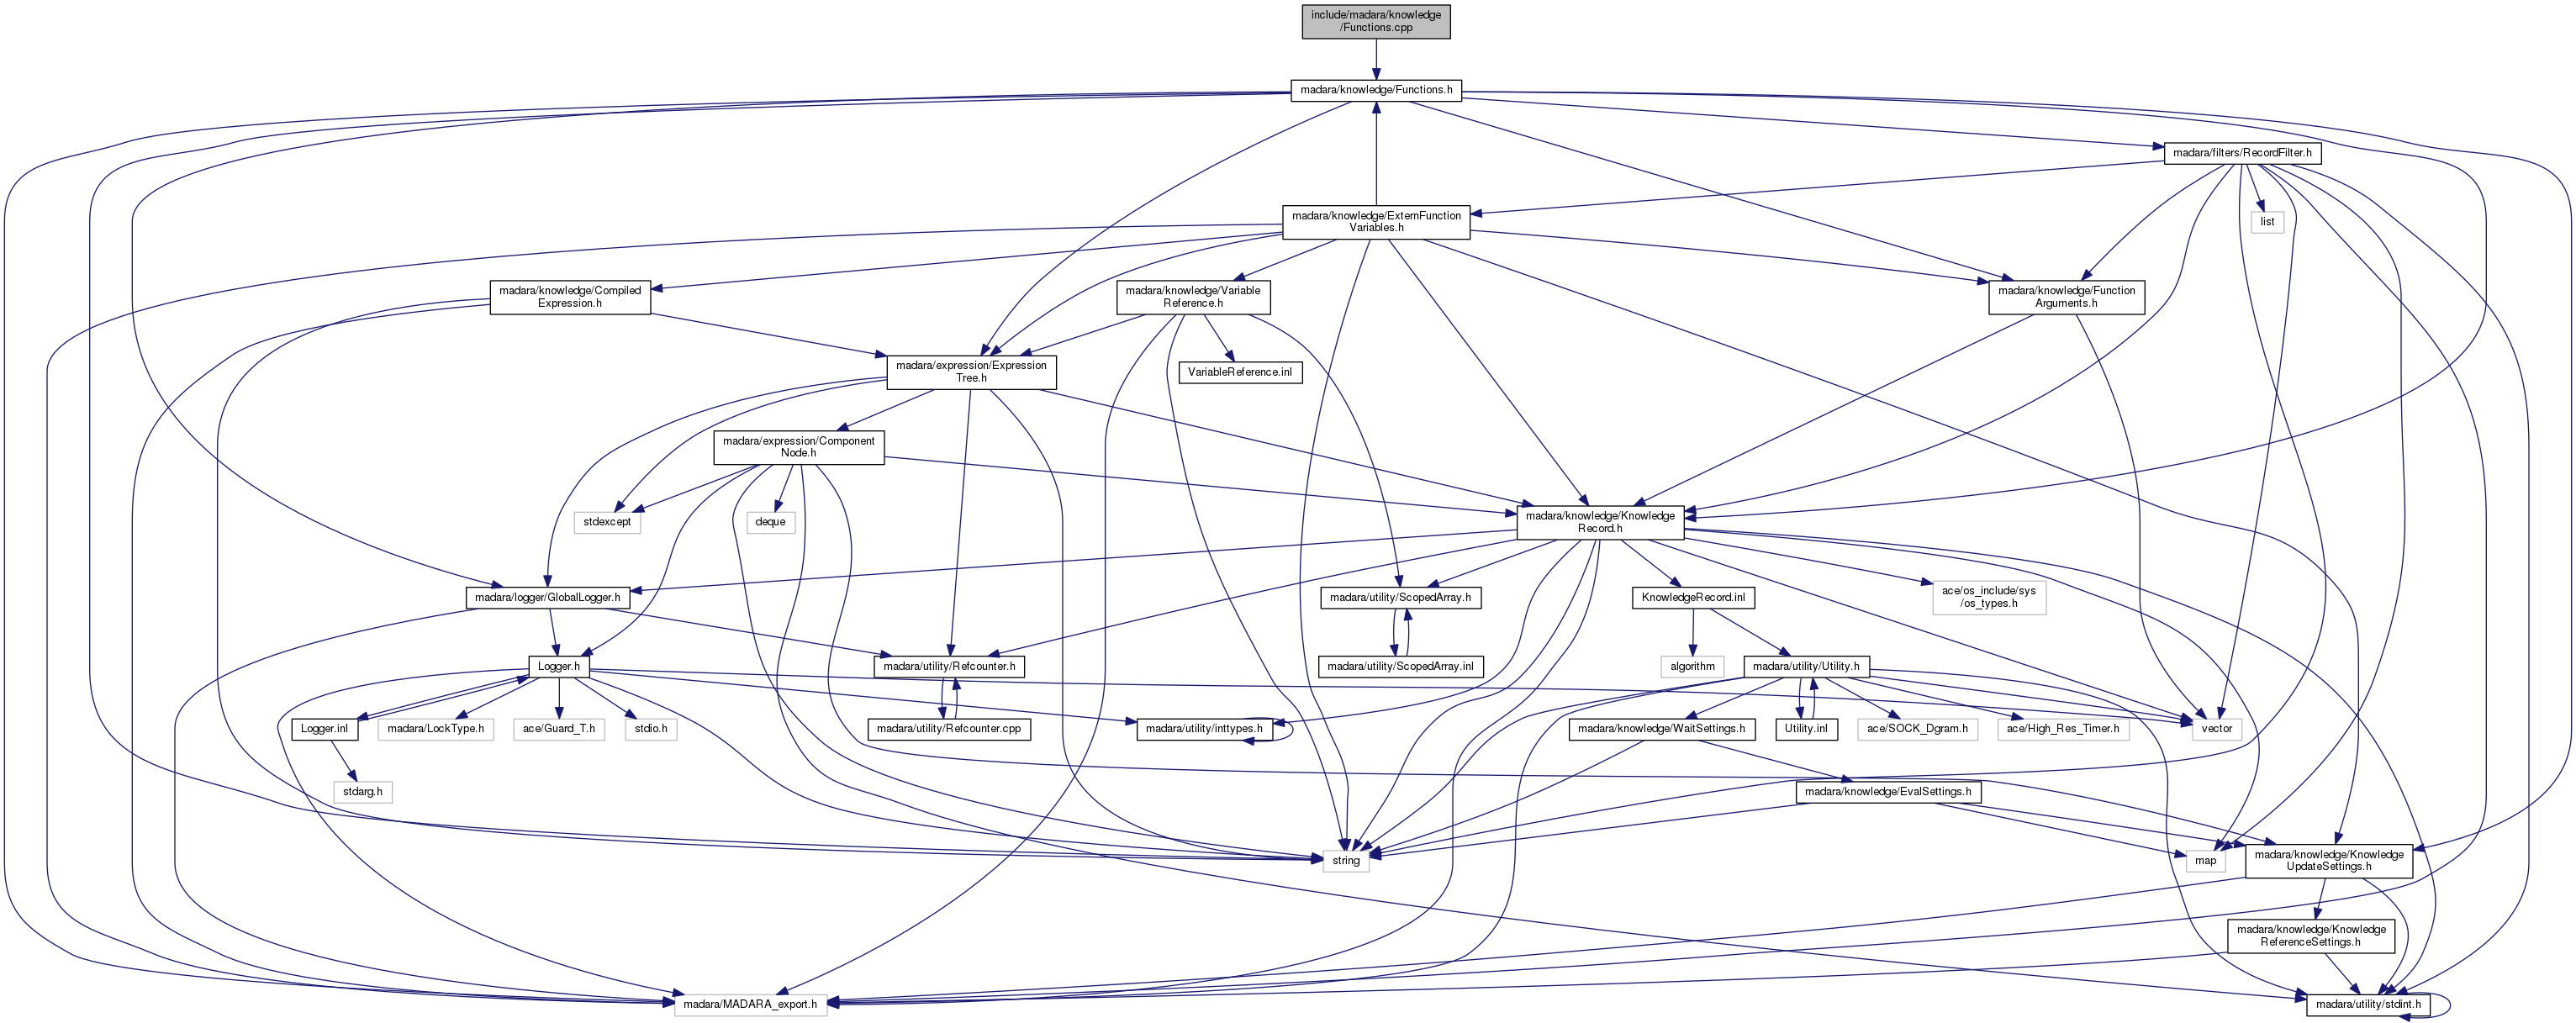 include/madara/knowledge
/Functions.cpp
madara/knowledge/Functions.h
madara/filters/RecordFilter.h
madara/knowledge/ExternFunction
Variables.h
list
madara/knowledge/Compiled
Expression.h
madara/knowledge/Variable
Reference.h
madara/knowledge/Function
Arguments.h
madara/expression/Expression
Tree.h
VariableReference.inl
madara/expression/Component
Node.h
stdexcept
deque
madara/knowledge/Knowledge
Record.h
madara/logger/GlobalLogger.h
madara/utility/ScopedArray.h
KnowledgeRecord.inl
ace/os_include/sys
/os_types.h
Logger.h
madara/utility/Refcounter.h
madara/utility/ScopedArray.inl
algorithm
madara/utility/Utility.h
Logger.inl
madara/LockType.h
ace/Guard_T.h
stdio.h
madara/utility/Refcounter.cpp
madara/utility/inttypes.h
madara/knowledge/WaitSettings.h
Utility.inl
ace/SOCK_Dgram.h
ace/High_Res_Timer.h
vector
stdarg.h
madara/knowledge/EvalSettings.h
string
map
madara/knowledge/Knowledge
UpdateSettings.h
madara/knowledge/Knowledge
ReferenceSettings.h
madara/MADARA_export.h
madara/utility/stdint.h